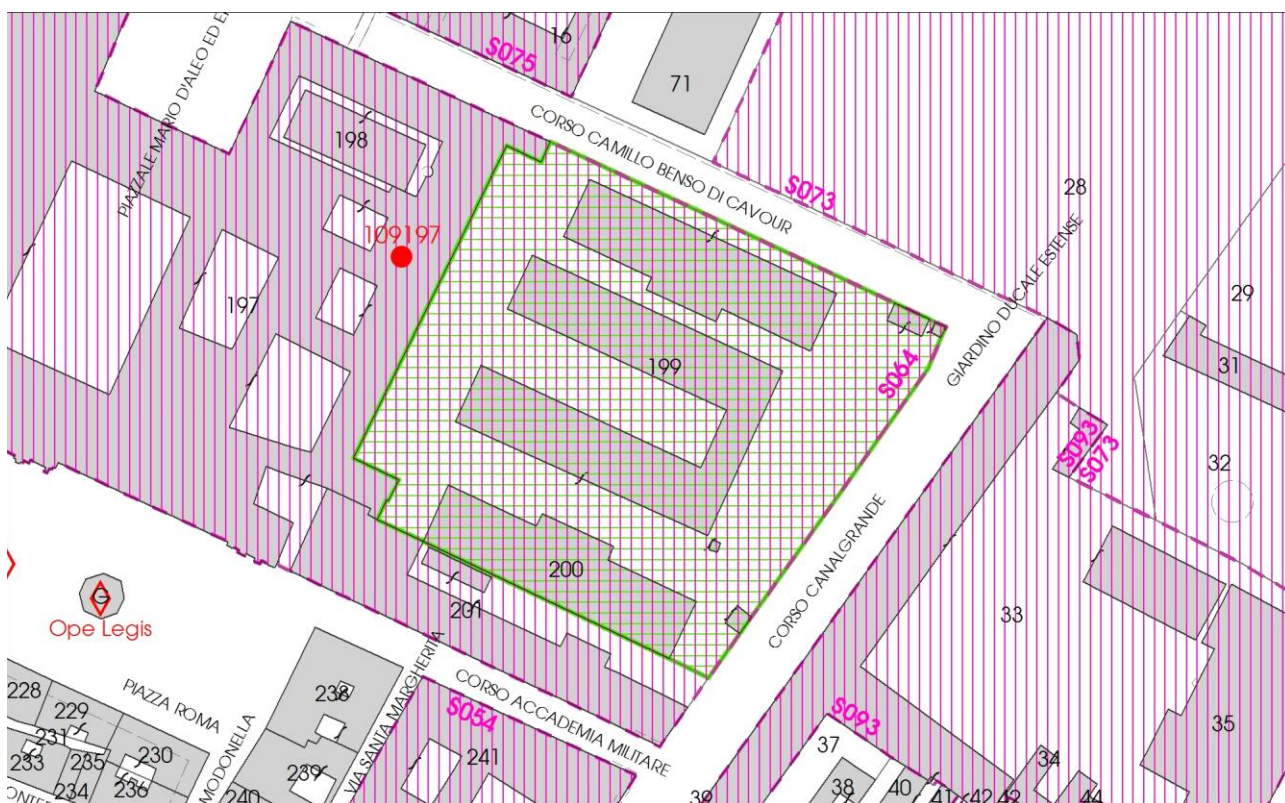 16
S075
71
PIAZZALE MARIO D'ALEO ED E
198
CORSO CAMILLO BENSO DI CAVOUR
S073
28
109197
197
GIARDINO DUCALE ESTENSE
29
31
199
S064
S093
S073
32
200
CORSO CANALGRANDE
201
33
G
Ope Legis
228
229
PIAZZA ROMA
231
233
235
230
234
236
MODONELLA
238
239
240
VIA SANTA MARGHERITA
CORSO ACCADEMIA MILITARE
S054
241
S093
37
34
35
38
40
39
41
42
44